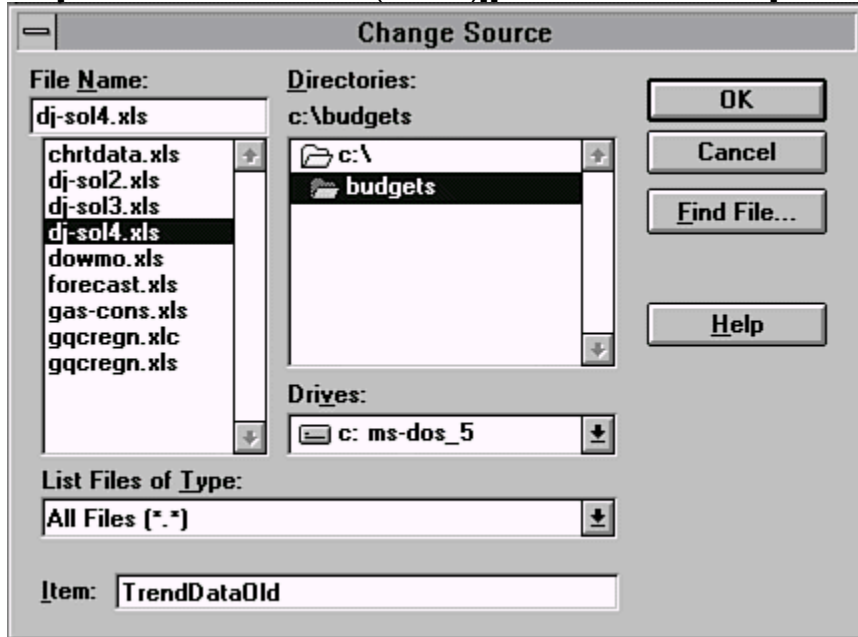 Change Source
File Name:
dj-sol4.xls
chrtdata.xls
dj-sol2.xls
dj-sol3.xls
dj-sol4.xls
dowmo.xls
forecast.xls
gas-cons.xls
gqcregn.xlc
gqcregn.xls
Directories:
c:\budgets
c:\
budgets
Drives:
c: ms-dos_5
List Files of Type:
All Files (*.*)
Item: TrendDataOld
OK
Cancel
Find File...
Help